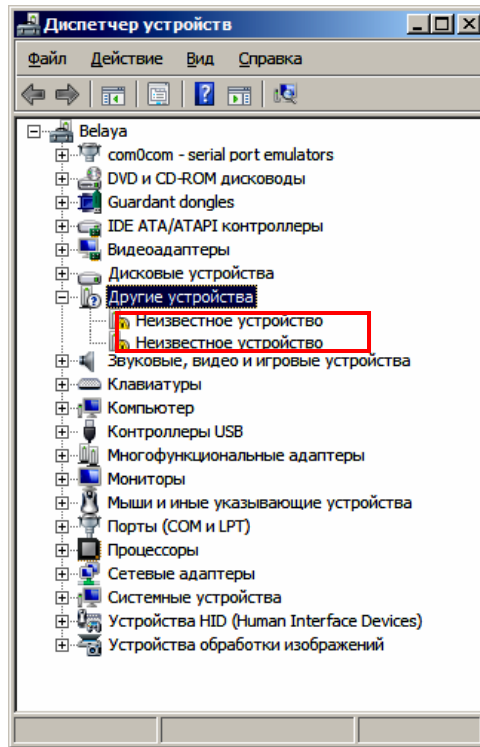 Диспетчер устройств
Файл Действие Вид Справка
Belaya
com0com - serial port emulators
DVD и CD-ROM дисководы
Guardant dongles
IDE ATA/ATAPI контроллеры
Видеоадаптеры
Дисковые устройства
Другие устройства
Неизвестное устройство
Неизвестное устройство
Звуковые, видео и игровые устройства
Клавиатуры
Компьютер
Контроллеры USB
Многофункциональные адаптеры
Мониторы
Мыши и иные указывающие устройства
Порты (COM и LPT)
Процессоры
Сетевые адаптеры
Системные устройства
Устройства HID (Human Interface Devices)
Устройства обработки изображений